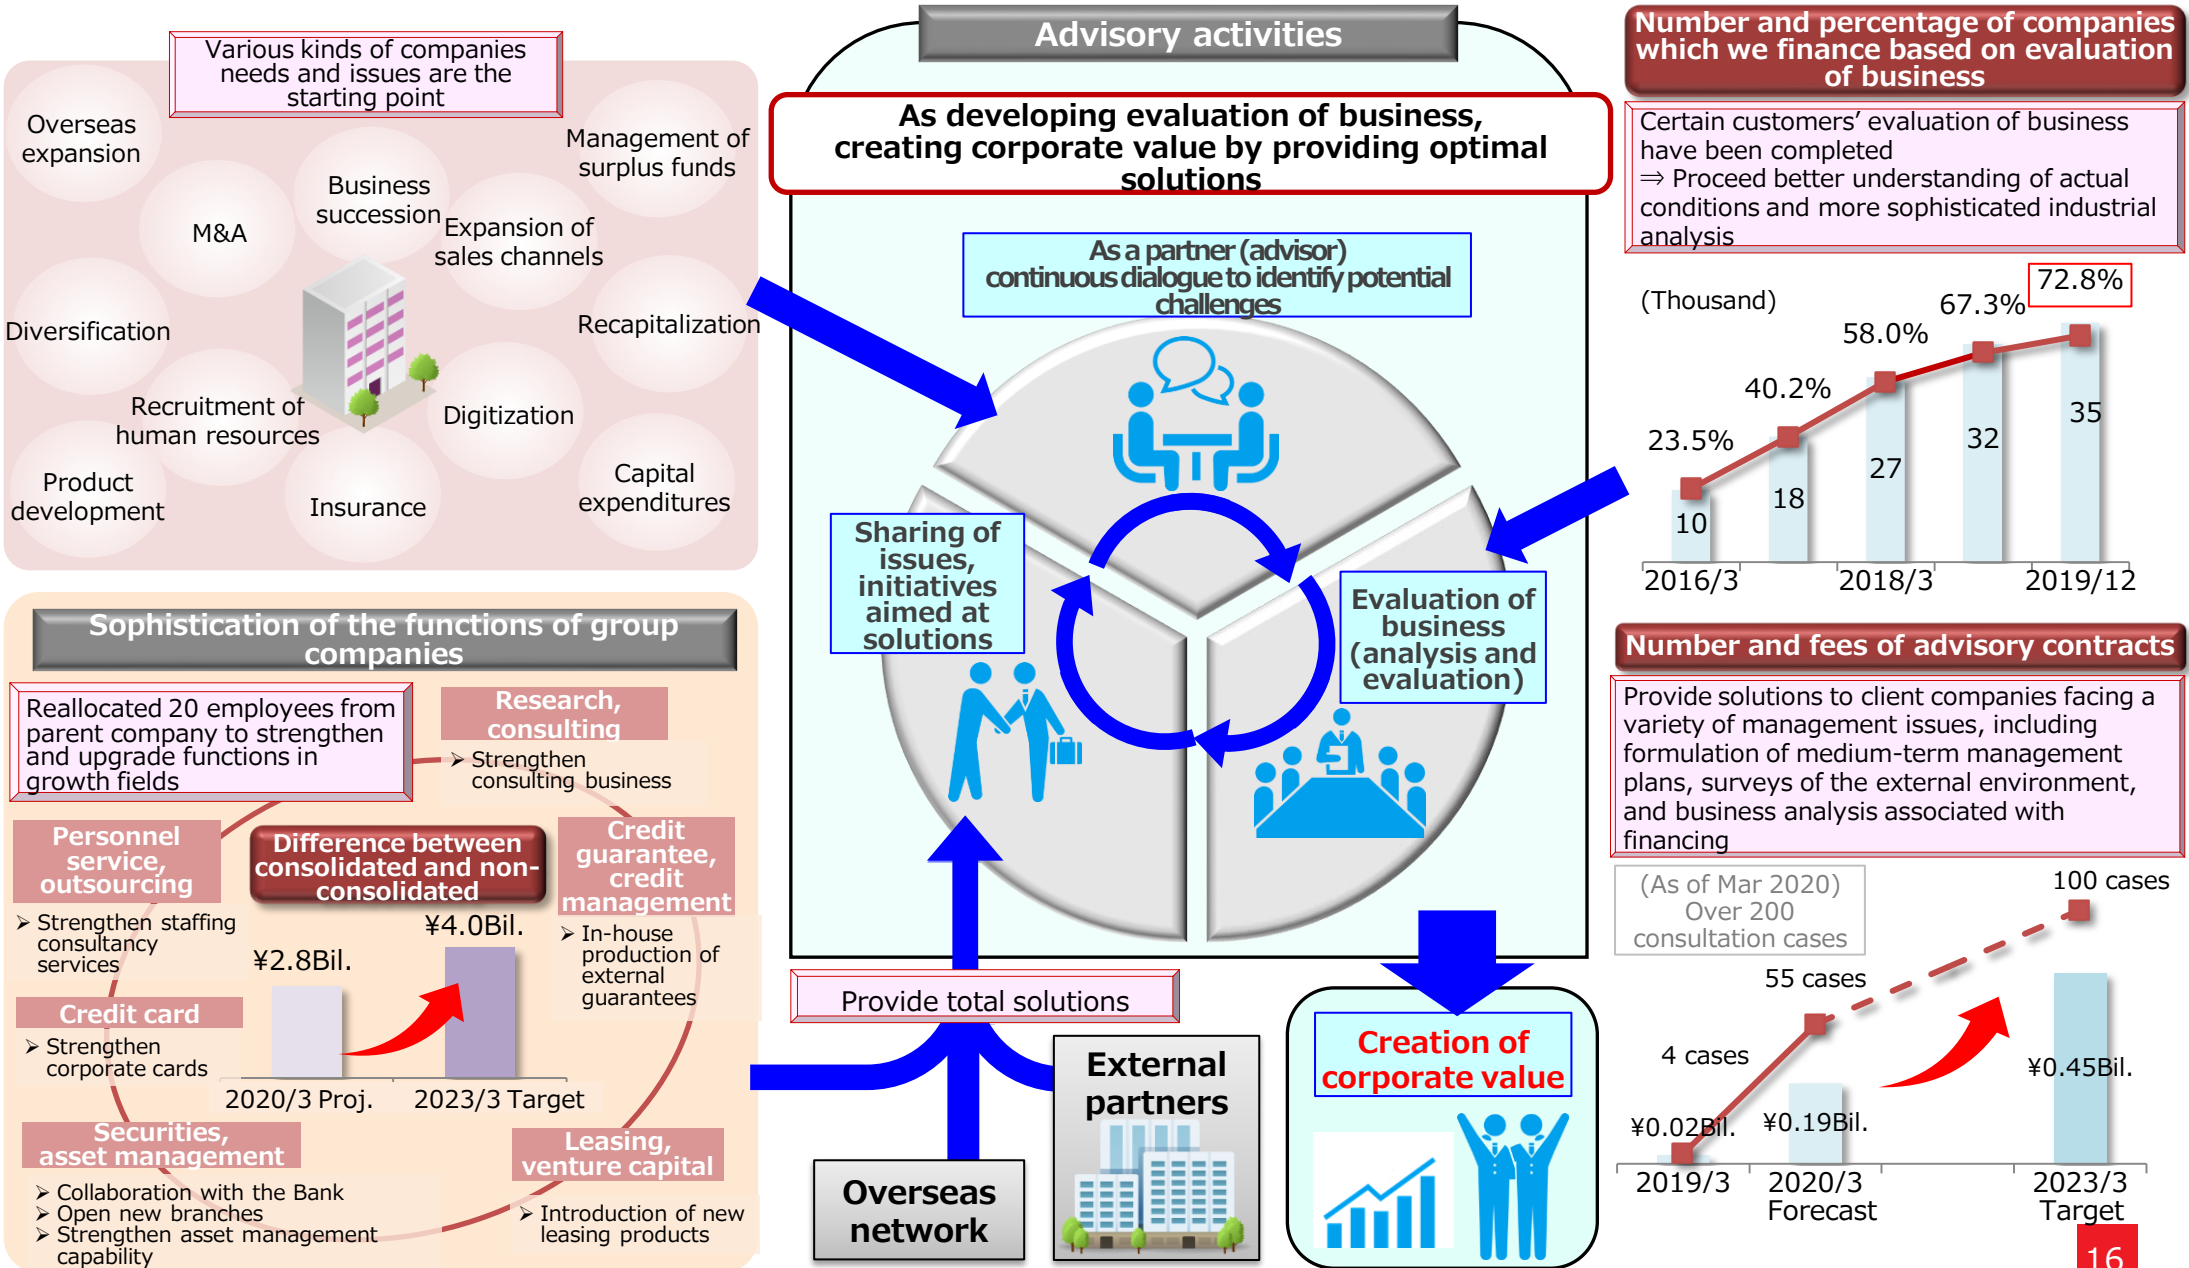 Various kinds of companies
needs and issues are the
starting point
Overseas
expansion
Management of
surplus funds
M&A
Business
succession
Expansion of
sales channels
Diversification
Recapitalization
Recruitment of
human resources
Digitization
Product
development
Insurance
Capital
expenditures
Sophistication of the functions of group
companies
Reallocated 20 employees from
parent company to strengthen
and upgrade functions in
growth fields
Research,
consulting
➢ Strengthen
consulting business
Personnel
service,
outsourcing
➢ Strengthen staffing
consultancy
services
Difference between
consolidated and non-
consolidated
¥2.8Bil.
¥4.0Bil.
2020/3 Proj.
2023/3 Target
Credit
guarantee,
credit
management
➢ In-house
production of
external
guarantees
Credit card
➢ Strengthen
corporate cards
Securities,
asset management
➢ Collaboration with the Bank
➢ Open new branches
➢ Strengthen asset management
capability
Leasing,
venture capital
➢ Introduction of new
leasing products
Advisory activities
As developing evaluation of business,
creating corporate value by providing optimal
solutions
As a partner (advisor)
continuous dialogue to identify potential
challenges
Sharing of
issues,
initiatives
aimed at
solutions
Evaluation of
business
(analysis and
evaluation)
Provide total solutions
Overseas
network
External
partners
Creation of
corporate value
Number and percentage of companies
which we finance based on evaluation
of business
Certain customers’ evaluation of business
have been completed
⇒ Proceed better understanding of actual
conditions and more sophisticated industrial
analysis
(Thousand)
23.5%
40.2%
58.0%
67.3%
72.8%
10
18
27
32
35
2016/3
2018/3
2019/12
Number and fees of advisory contracts
Provide solutions to client companies facing a
variety of management issues, including
formulation of medium-term management
plans, surveys of the external environment,
and business analysis associated with
financing
(As of Mar 2020)
Over 200
consultation cases
4 cases
55 cases
100 cases
¥0.02Bil.
¥0.19Bil.
¥0.45Bil.
2019/3
2020/3
Forecast
2023/3
Target
16